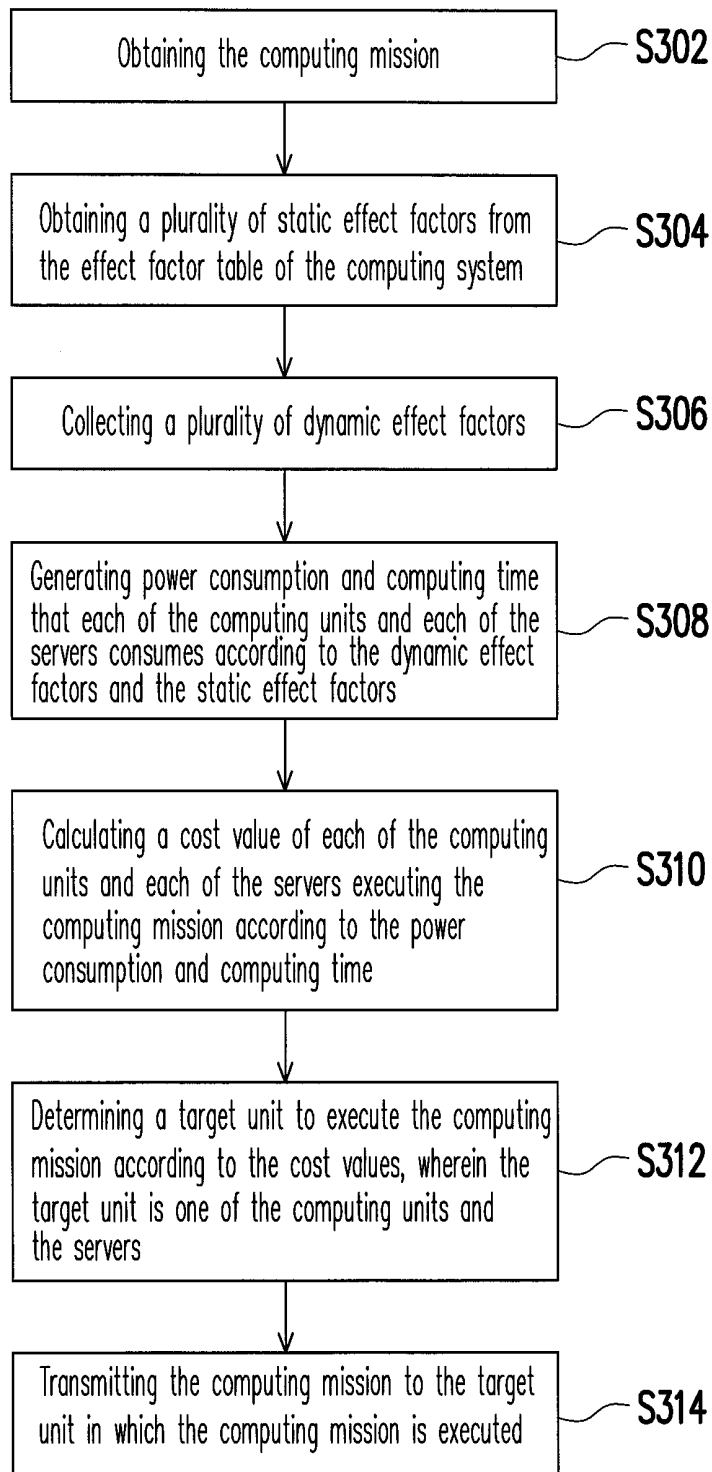 Obtaining the computing mission
S302
Obtaining a plurality of static effect factors from
the effect factor table of the computing system
S304
Collecting a plurality of dynamic effect factors
S306
Generating power consumption and computing time
that each of the computing units and each of the
servers consumes according to the dynamic effect
factors and the static effect factors
S308
Calculating a cost value of each of the computing
units and each of the servers executing the
computing mission according to the power
consumption and computing time
S310
Determining a target unit to execute the computing
mission according to the cost values, wherein the
target unit is one of the computing units and
the servers
S312
Transmitting the computing mission to the target
unit in which the computing mission is executed
S314